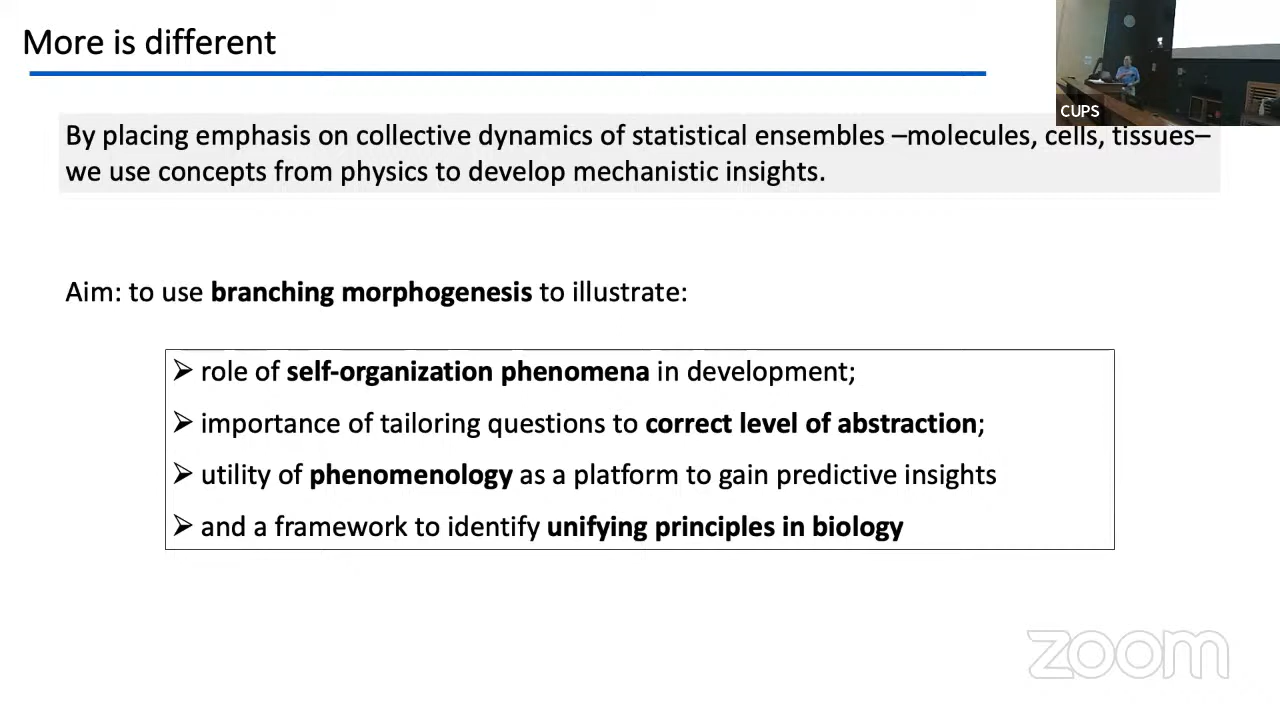 More is different
CUPS
By placing emphasis on collective dynamics of statistical ensembles –molecules, cells, tissues–
we use concepts from physics to develop mechanistic insights.
Aim: to use branching morphogenesis to illustrate:
➢ role of self-organization phenomena in development;
➢ importance of tailoring questions to correct level of abstraction;
➢ utility of phenomenology as a platform to gain predictive insights
➢ and a framework to identify unifying principles in biology
zoom